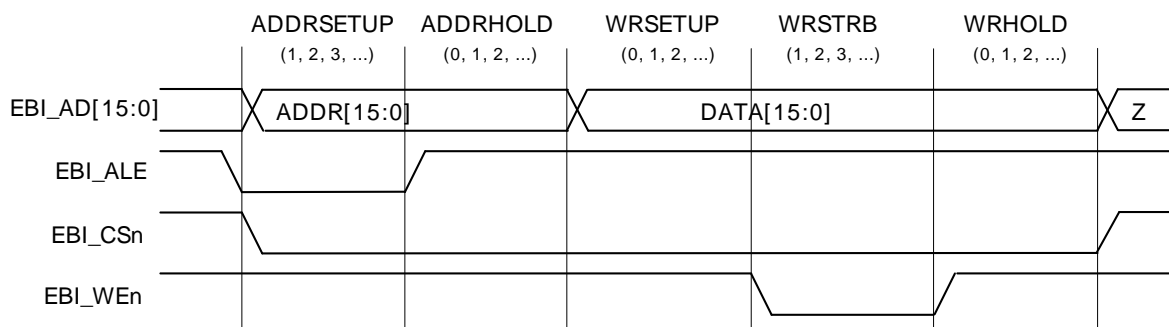 ADDRSETUP ADDRHOLD WRSETUP WRSTRB WRHOLD
(1, 2, 3, ...) (0, 1, 2, ...) (0, 1, 2, ...) (1, 2, 3, ...) (0, 1, 2, ...)
EBI_AD[15:0] ADDR[15:0] DATA[15:0] Z
EBI_ALE
EBI_CSn
EBI_WEn